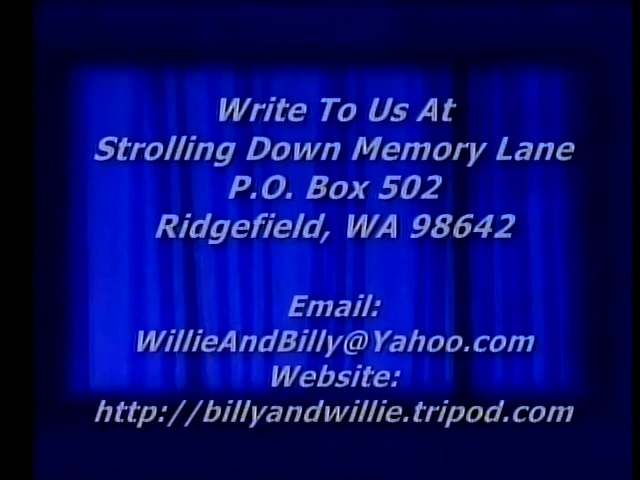 Write To Us At
Strolling Down Memory Lane
P.O. Box 502
Ridgefield, WA 98642
Email:
WillieAndBilly@Yahoo.com
Website:
http://billyandwillie.tripod.com